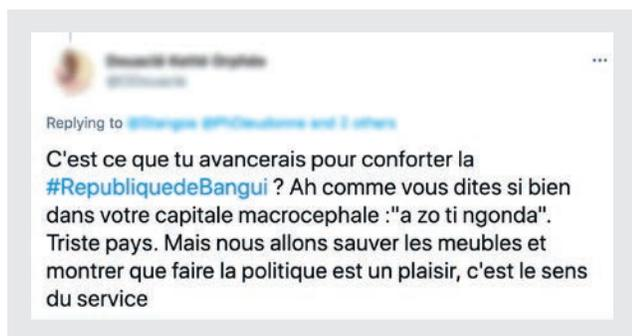 Replying to
C'est ce que tu avancerais pour conforter la
#RepubliquedeBangui ? Ah comme vous dites si bien
dans votre capitale macrocephale :"a zo ti ngonda".
Triste pays. Mais nous allons sauver les meubles et
montrer que faire la politique est un plaisir, c'est le sens
du service